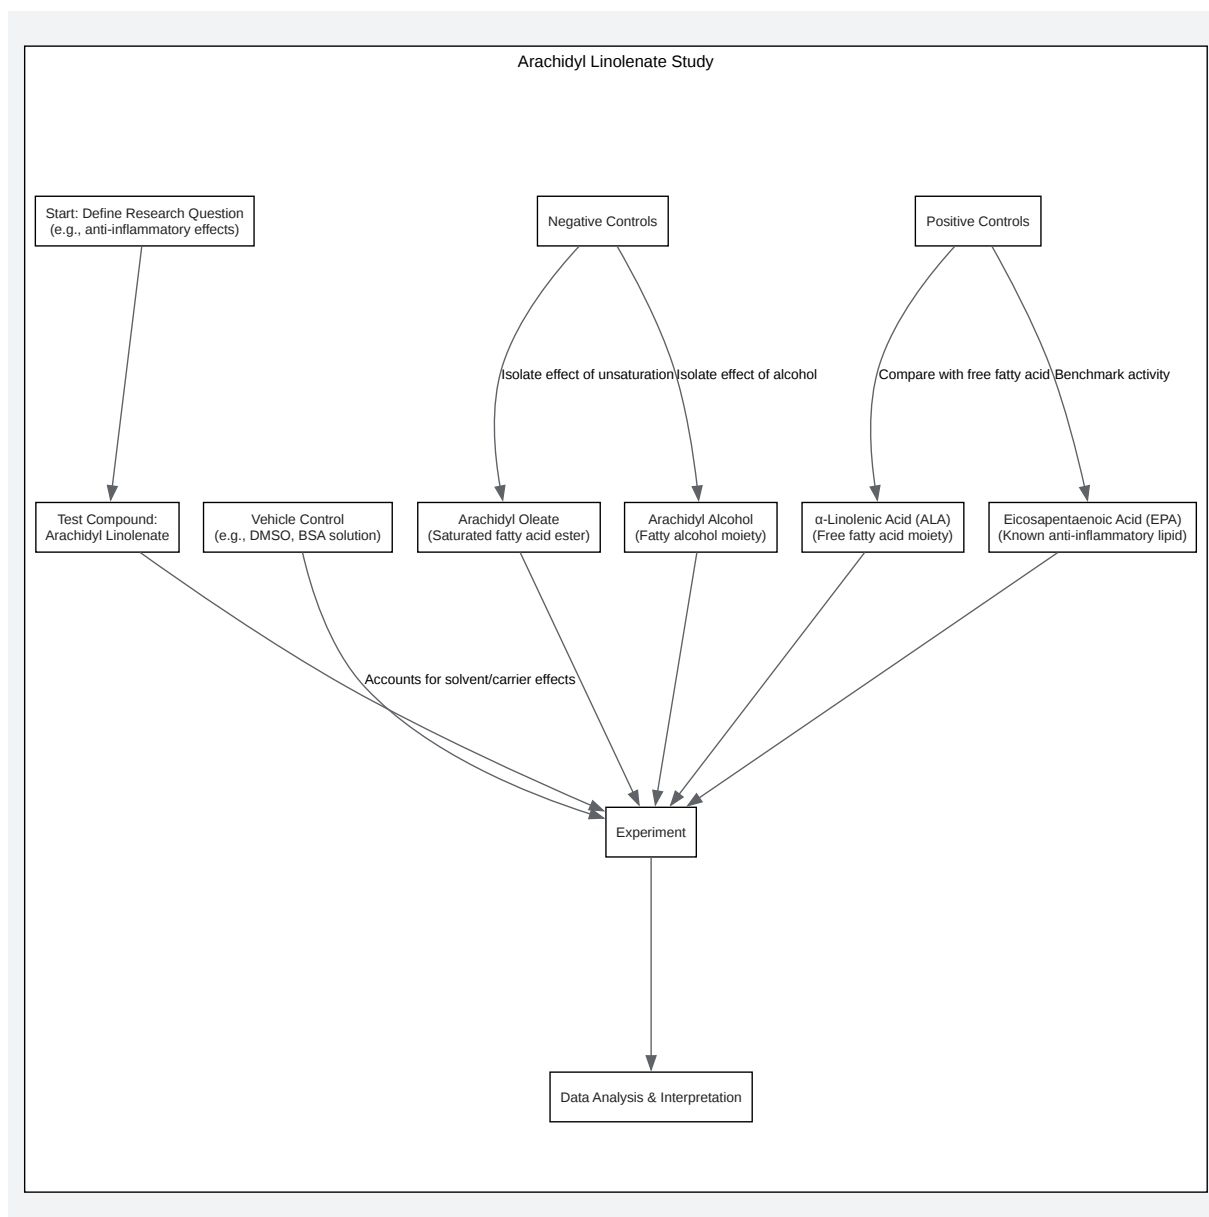 Arachidyl Linolenate Study
Start: Define Research Question
(e.g., anti-inflammatory effects)
Negative Controls
Positive Controls
Isolate effect of unsaturation
Isolate effect of alcohol
Compare with free fatty acid
Benchmark activity
Test Compound:
Arachidyl Linolenate
Vehicle Control
(e.g., DMSO, BSA solution)
Arachidyl Oleate
(Saturated fatty acid ester)
Arachidyl Alcohol
(Fatty alcohol moiety)
α-Linolenic Acid (ALA)
(Free fatty acid moiety)
Eicosapentaenoic Acid (EPA)
(Known anti-inflammatory lipid)
Accounts for solvent/carrier effects
Experiment
Data Analysis & Interpretation